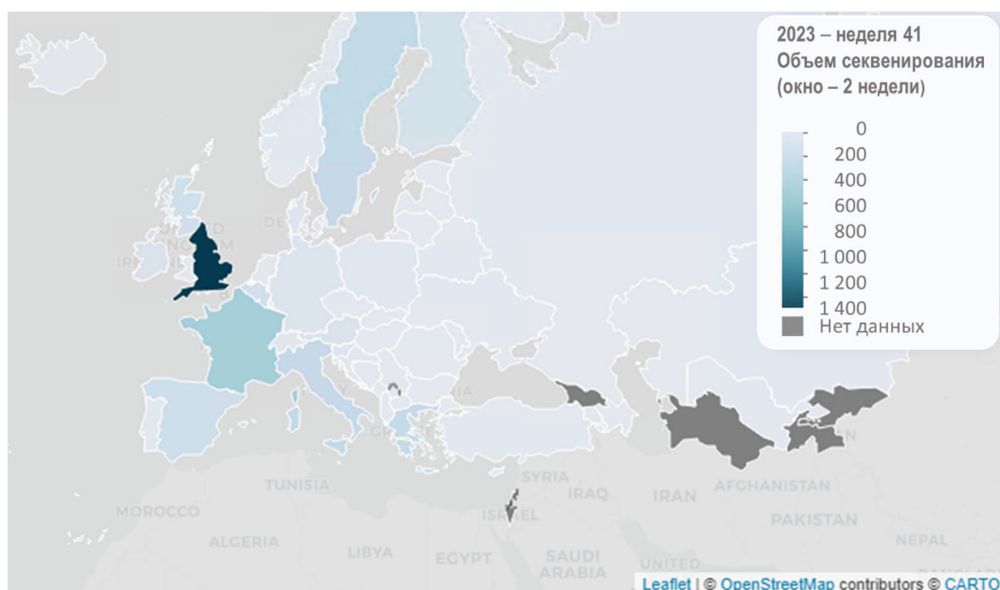 2023 – неделя 41
Объем секвенирования
(окно – 2 недели)
0
200
400
600
800
1 000
1 200
1 400
Нет данных
TUNISIA
MOROCCO
ALGERIA
LIBYA
EGYPT
ISRAEL
SYRIA
IRAQ
IRAN
AFGHANISTAN
PAKISTAN
NEPAL
SAUDI
ARABIA
UNITED
Leaflet | © OpenStreetMap contributors © CARTO